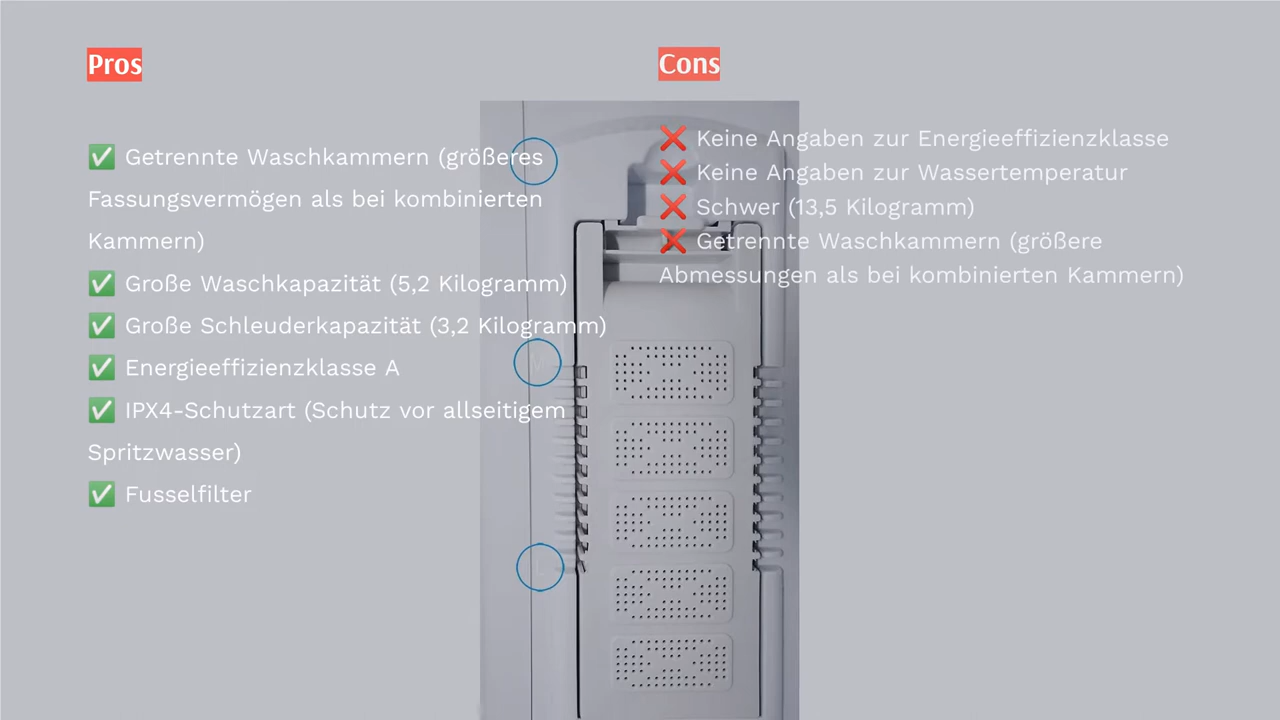 Pros
✅ Getrennte Waschkammern (größeres
Fassungsvermögen als bei kombinierten
Kammern)
✅ Große Waschkapazität (5,2 Kilogramm)
✅ Große Schleuderkapazität (3,2 Kilogramm)
✅ Energieeffizienzklasse A
✅ IPX4-Schutzart (Schutz vor allseitigem
Spritzwasser)
✅ Fusselfilter
Cons
❌ Keine Angaben zur Energieeffizienzklasse
❌ Keine Angaben zur Wassertemperatur
❌ Schwer (13,5 Kilogramm)
❌ Getrennte Waschkammern (größere
Abmessungen als bei kombinierten Kammern)